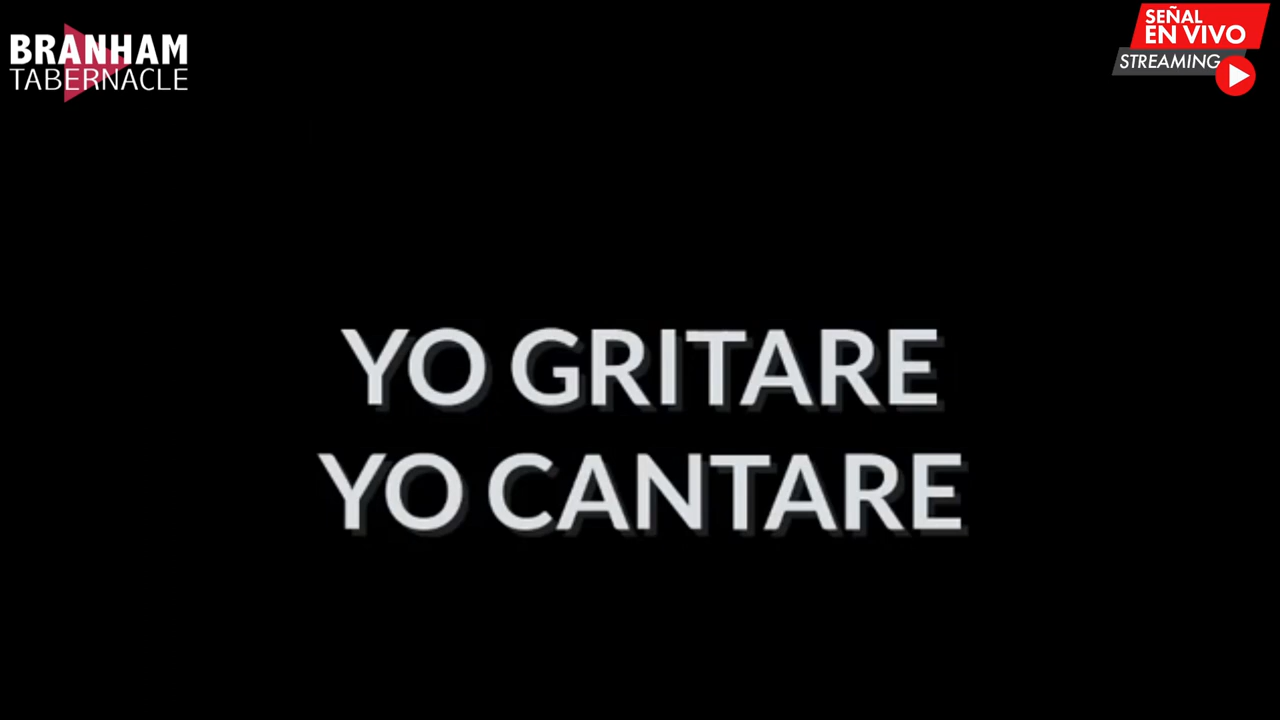 BRANHAM
TABERNACLE
SEÑAL
EN VIVO
STREAMING
YO GRITARE
YO CANTARE